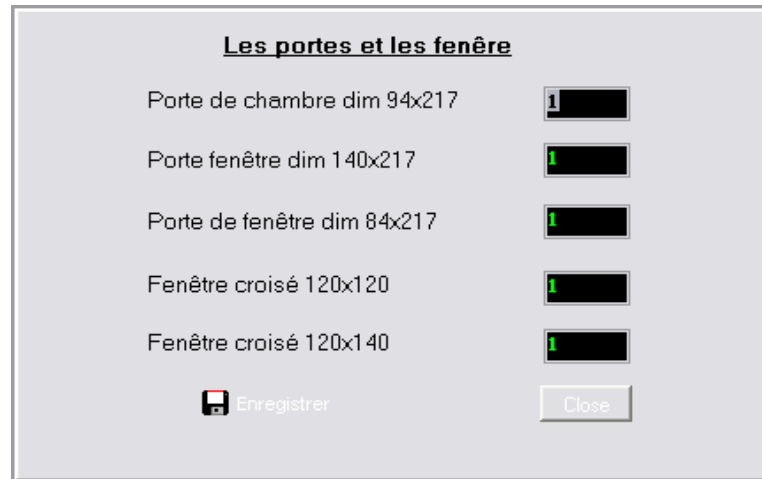 Les portes et les fenêre
Porte de chambre dim 94x217 1
Porte fenêtre dim 140x217 1
Porte de fenêtre dim 84x217 1
Fenêtre croisé 120x120 1
Fenêtre croisé 120x140 1
Enregistrer Close